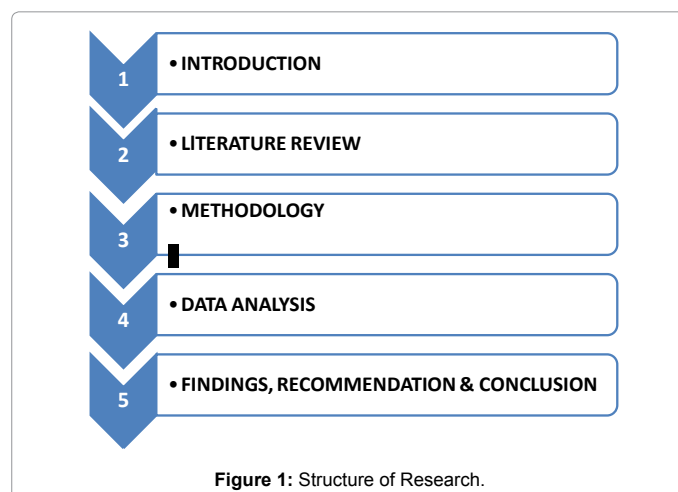 1
• INTRODUCTION
2
• LITERATURE REVIEW
3
• METHODOLOGY
4
• DATA ANALYSIS
5
• FINDINGS, RECOMMENDATION & CONCLUSION
Figure 1: Structure of Research.